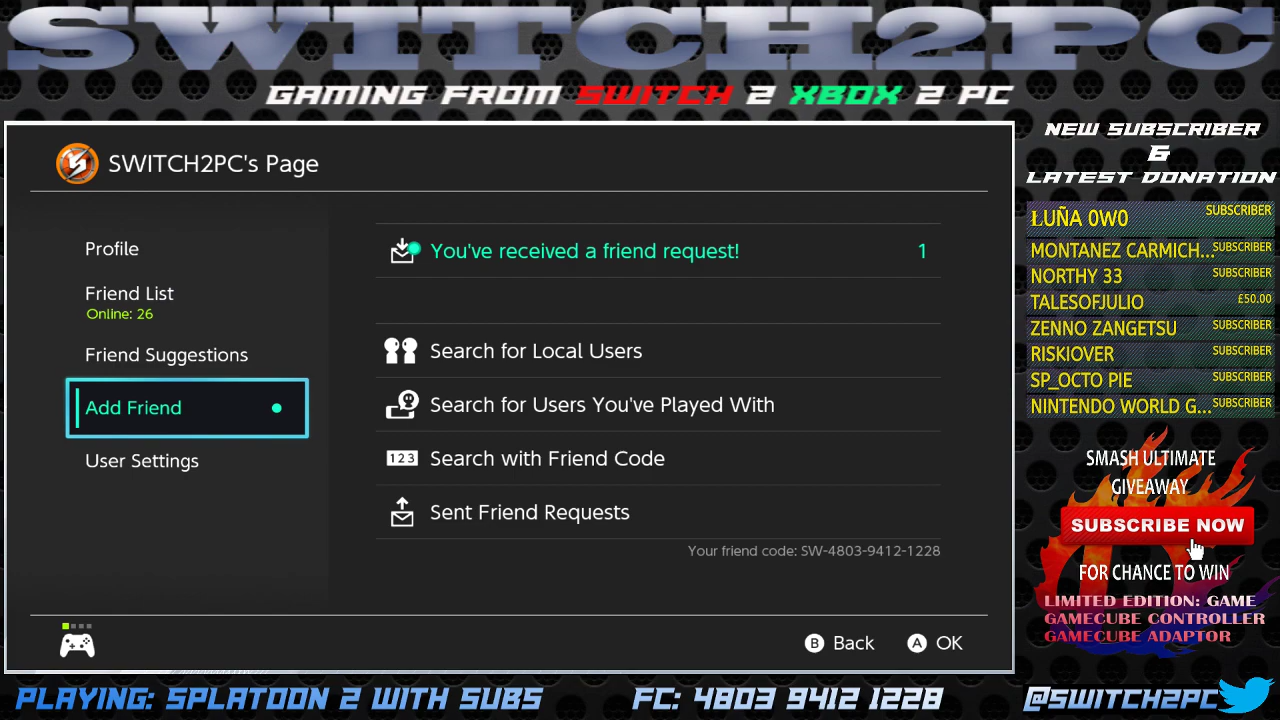 SWITCH2PC
GAMING FROM SWITCH 2 XBOX 2 PC
SWITCH2PC's Page
Profile
Friend List
Online: 26
Friend Suggestions
Add Friend
User Settings
You've received a friend request! 1
Search for Local Users
Search for Users You've Played With
123 Search with Friend Code
Sent Friend Requests
Your friend code: SW-4803-9412-1228
B Back A OK
NEW SUBSCRIBER
&
LATEST DONATION
LUÑA 0W0 SUBSCRIBER
MONTANEZ CARMICH... SUBSCRIBER
NORTHY 33 SUBSCRIBER
TALESOFJULIO £50.00
ZENNO ZANGETSU SUBSCRIBER
RISKIOVER SUBSCRIBER
SP_OCTO PIE SUBSCRIBER
NINTENDO WORLD G... SUBSCRIBER
SMASH ULTIMATE
GIVEAWAY
SUBSCRIBE NOW
FOR CHANCE TO WIN
LIMITED EDITION: GAME
GAMECUBE CONTROLLER
GAMECUBE ADAPTOR
PLAYING: SPLATOON 2 WITH SUBS FC: 4803 9412 1228 @SWITCH2PC